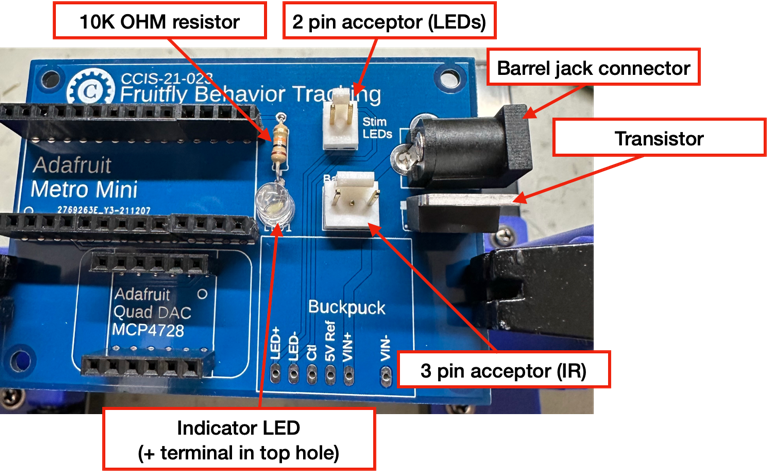 10K OHM resistor
2 pin acceptor (LEDs)
Barrel jack connector
Transistor
CCIS-21-023
C
Fruitfly Behavior Tracking
Stim
LEDs
Adafruit
Metro Mini
2769263E_Y3-211207
Adafruit
Quad DAC
MCP4728
Buckpuck
LED+
LED-
Ctl
5V Ref
VIN+
VIN-
3 pin acceptor (IR)
Indicator LED
(+ terminal in top hole)